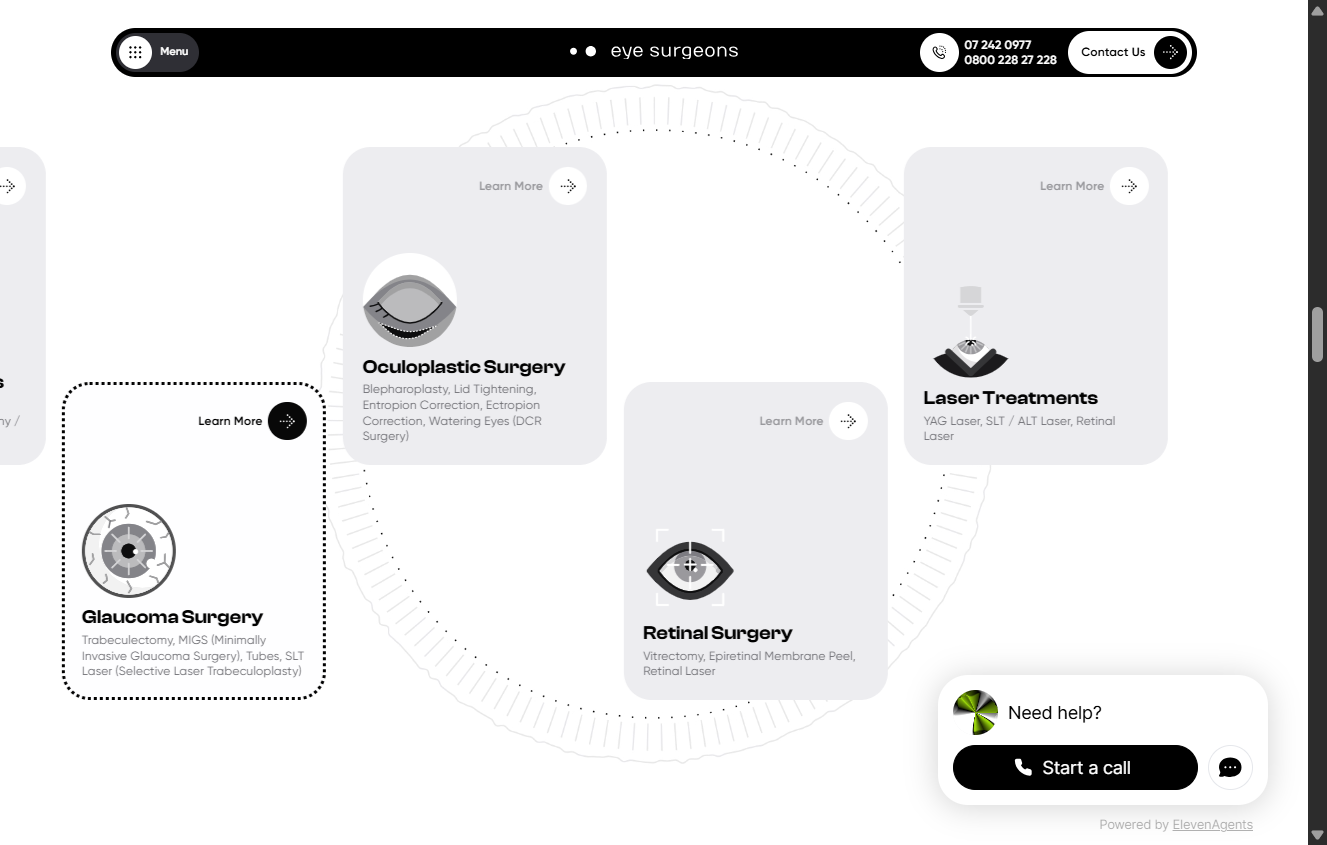 Menu
eye surgeons
07 242 0977
0800 228 27 228
Contact Us
Learn More
Oculoplastic Surgery
Blepharoplasty, Lid Tightening,
Entropion Correction, Ectropion
Correction, Watering Eyes (DCR
Surgery)
Learn More
Laser Treatments
YAG Laser, SLT / ALT Laser, Retinal
Laser
Learn More
Glaucoma Surgery
Trabeculectomy, MIGS (Minimally
Invasive Glaucoma Surgery), Tubes, SLT
Laser (Selective Laser Trabeculoplasty)
Learn More
Retinal Surgery
Vitrectomy, Epiretinal Membrane Peel,
Retinal Laser
Need help?
Start a call
Powered by ElevenAgents